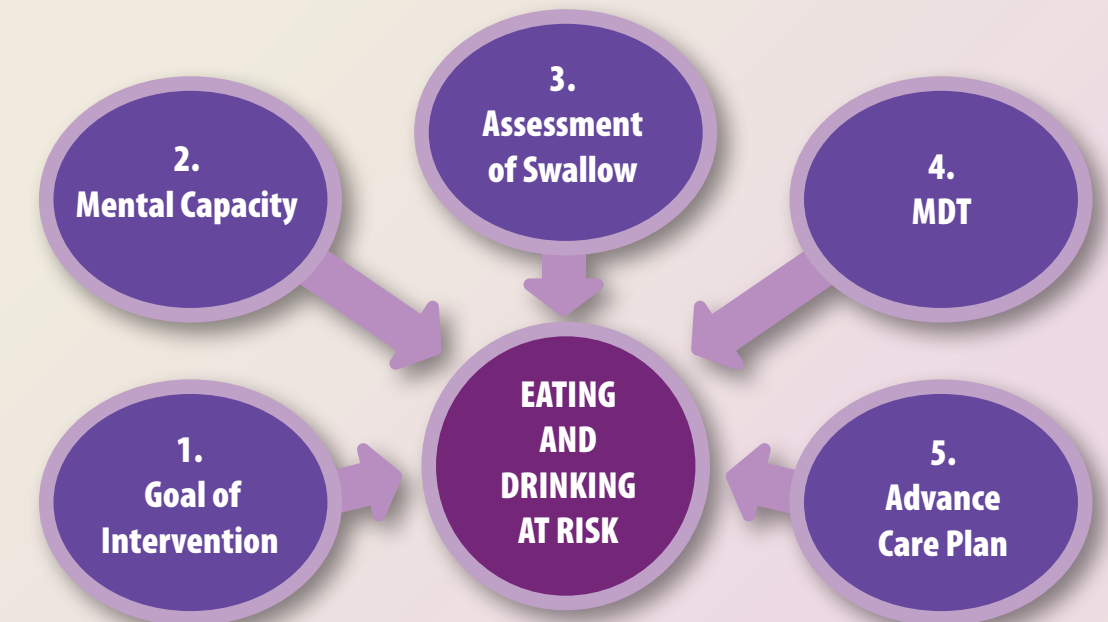 1.
Goal of
Intervention
2.
Mental Capacity
3.
Assessment
of Swallow
4.
MDT
5.
Advance
Care Plan
EATING
AND
DRINKING
AT RISK